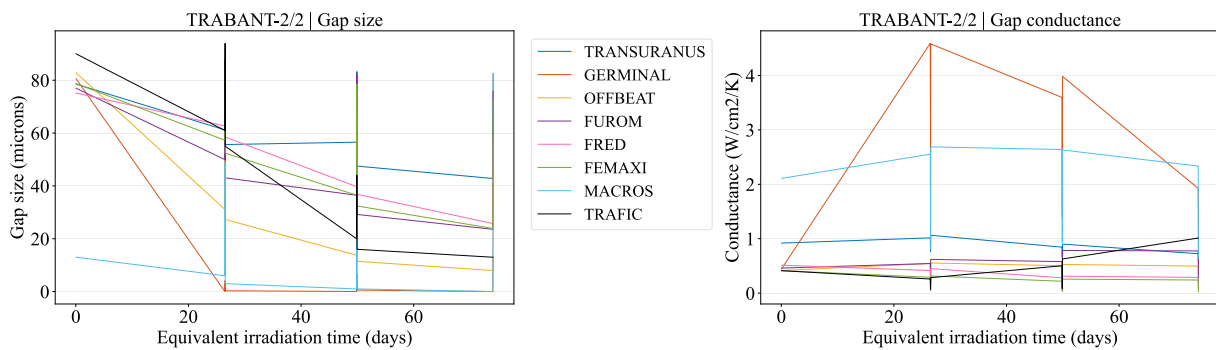 TRABANT-2/2 | Gap size
Gap size (microns)
80
60
40
20
0
0
20
40
60
Equivalent irradiation time (days)
TRANSURANUS
GERMINAL
OFFBEAT
FUROM
FRED
FEMAXI
MACROS
TRAFIC
TRABANT-2/2 | Gap conductance
Conductance (W/cm2/K)
4
3
2
1
0
0
20
40
60
Equivalent irradiation time (days)